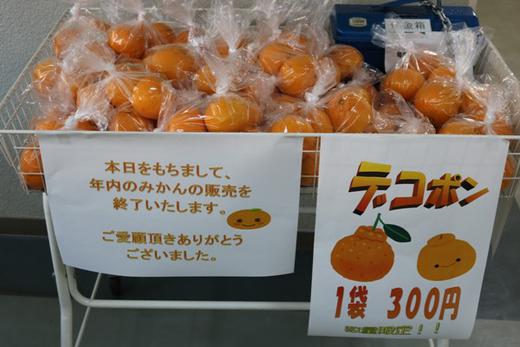 金箱
本日をもちまして、
年内のみかんの販売を
終了いたします。
ご愛顧頂きありがとう
ございました。
デコポン
1袋 300円
！！